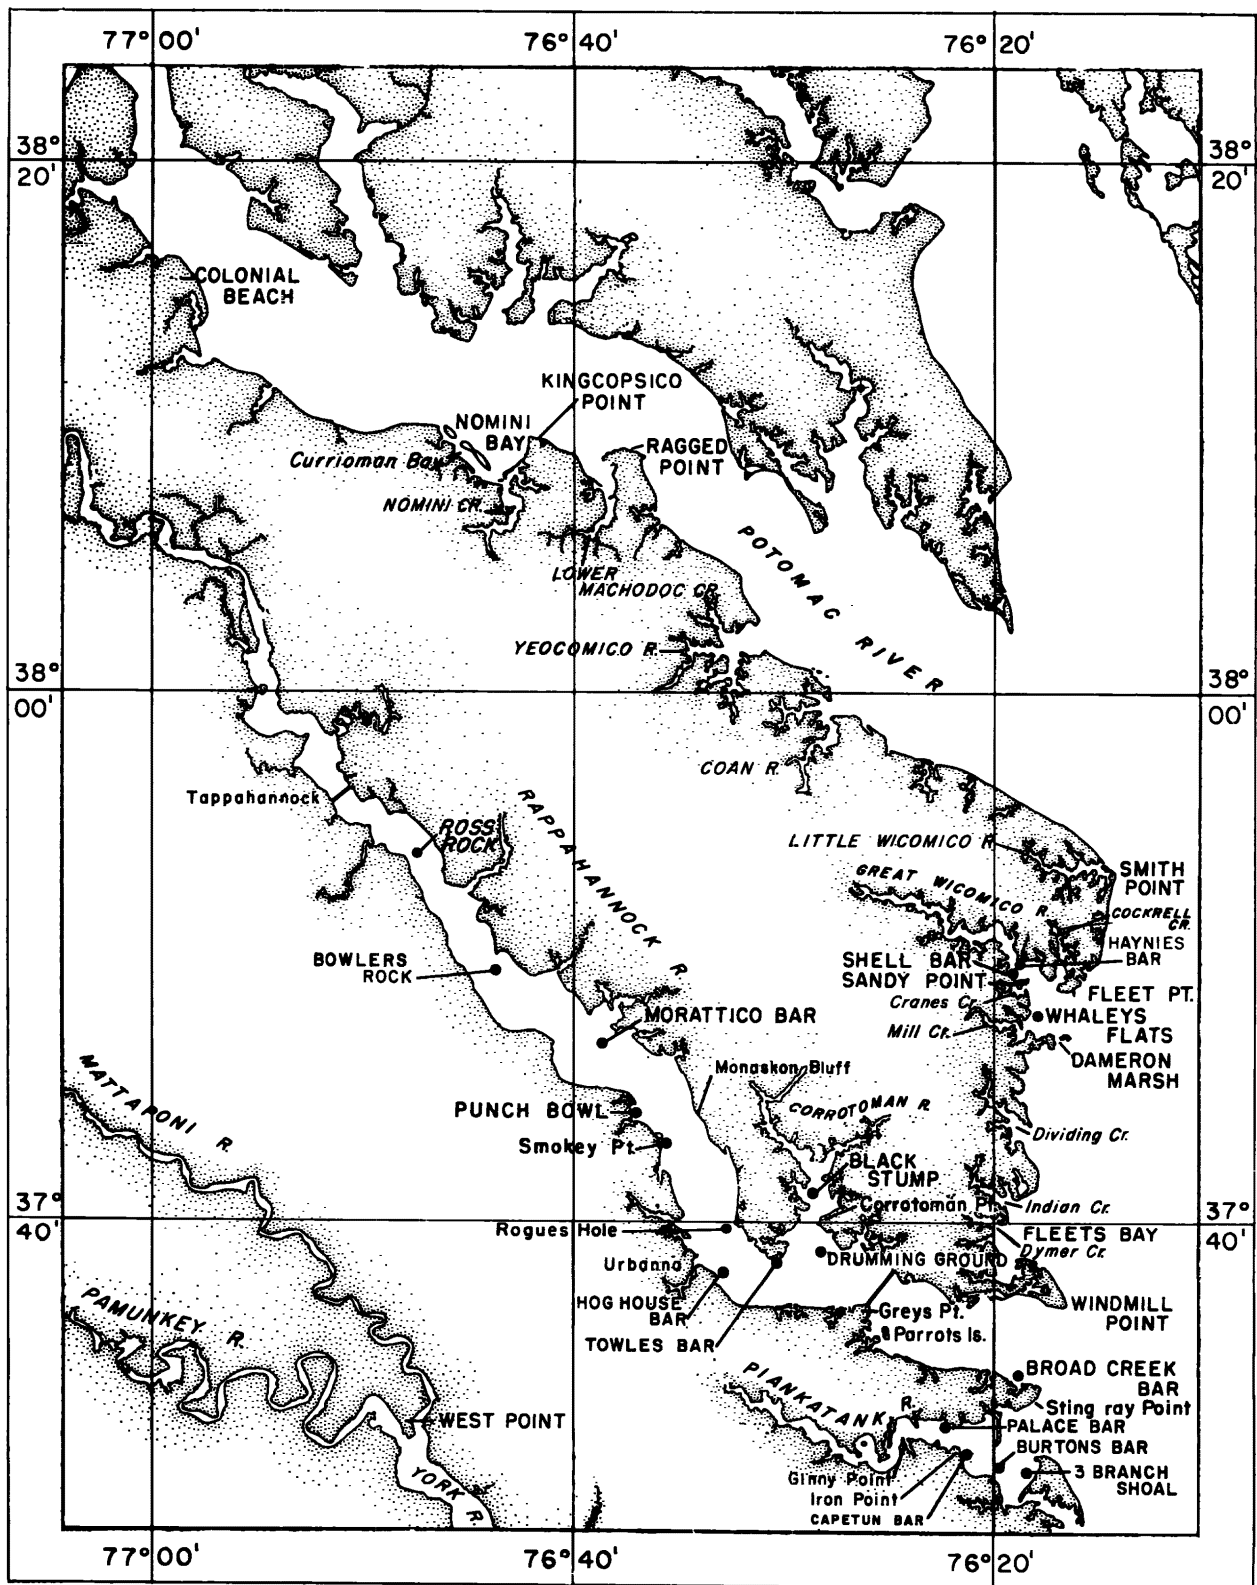 77°00'
76°40'
76°20'
38°
20'
38°
20'
COLONIAL
BEACH
KINGCOPSICO
POINT
NOMINI
BAY
RAGGED
POINT
Currioman Bay
NOMINI CR.
LOWER
MACHODOC CR.
POTOMAC RIVER
YEOCOMICO R.
38°
00'
38°
00'
COAN R.
Tappahannock
ROSS
ROCK
RAPPAHANNOCK R.
LITTLE WICOMICO R.
SMITH
POINT
GREAT WICOMICO R.
COCKRELL
CR.
HAYNIES
BAR
BOWLERS
ROCK
SHELL BAR
SANDY POINT
Cranes Cr.
FLEET PT.
MORATTICO BAR
Mill Cr.
WHALEYS
FLATS
DAMERON
MARSH
MATTAPONI R.
Monaskon Bluff
PUNCH BOWL
CORROTOMAN R.
Smokey Pt.
Dividing Cr.
BLACK
STUMP
37°
40'
Corrotoman Pt.
Indian Cr.
37°
40'
Rogues Hole
FLEETS BAY
Dymer Cr.
Urbanna
DRUMMING GROUND
PAMUNKEY R.
HOG HOUSE
BAR
Greys Pt.
WINDMILL
POINT
TOWLES BAR
Parrots Is.
PIANKATANK R.
BROAD CREEK
BAR
Sting ray Point
WEST POINT
PALACE BAR
BURTONS BAR
YORK R.
Ginny Point
3 BRANCH
SHOAL
Iron Point
CAPETUN BAR
77°00'
76°40'
76°20'